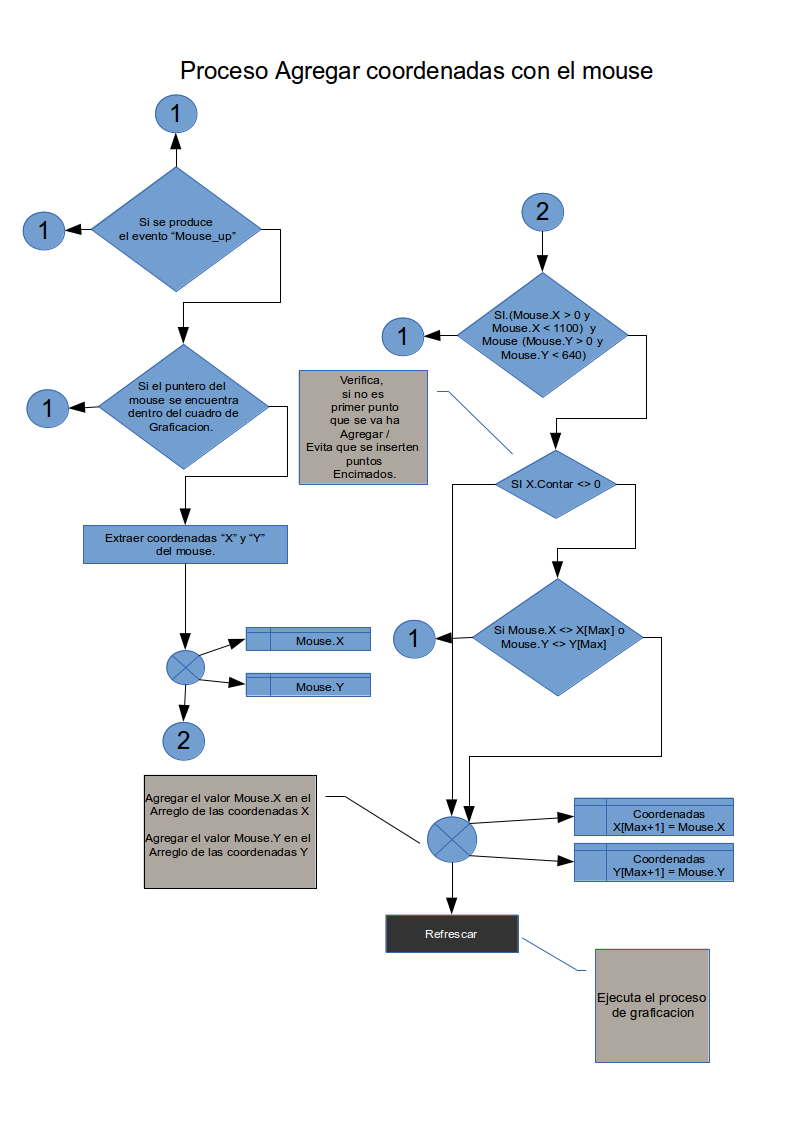 Proceso Agregar coordenadas con el mouse
1
Si se produce
el evento “Mouse_up”
1
Si el puntero del
mouse se encuentra
dentro del cuadro de
Graficacion.
1
Extraer coordenadas “X” y “Y”
del mouse.
Mouse.X
Mouse.Y
2
2
SI.(Mouse.X > 0 y
Mouse.X < 1100) y
Mouse (Mouse.Y > 0 y
Mouse.Y < 640)
1
Verifica,
si no es
primer punto
que se va ha
Agregar /
Evita que se inserten
puntos
Encimados.
SI X.Contar <> 0
Si Mouse.X <> X[Max] o
Mouse.Y <> Y[Max]
1
Agregar el valor Mouse.X en el
Arreglo de las coordenadas X
Agregar el valor Mouse.Y en el
Arreglo de las coordenadas Y
Coordenadas
X[Max+1] = Mouse.X
Coordenadas
Y[Max+1] = Mouse.Y
Refrescar
Ejecuta el proceso
de graficacion